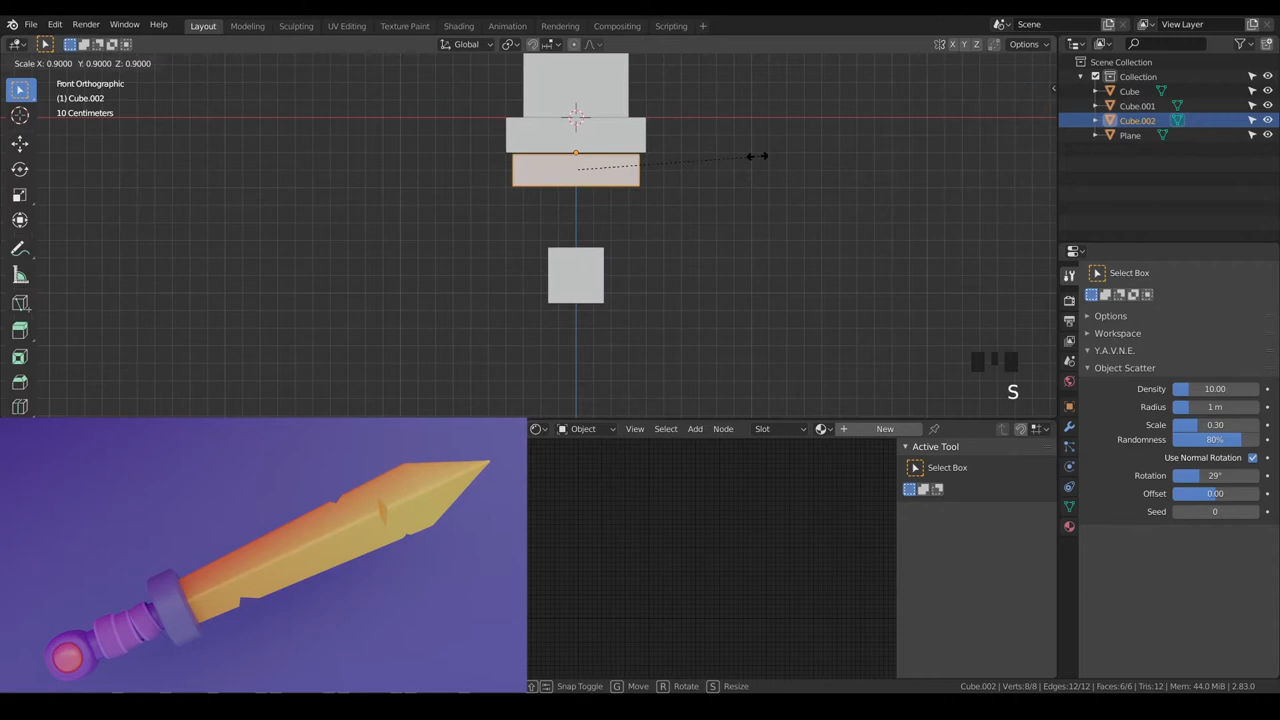 File Edit Render Window Help Layout Modeling Sculpting UV Editing Texture Paint Shading Animation Rendering Compositing Scripting + Scene View Layer
Global X Y Z Options
Scale X: 0.9000 Y: 0.9000 Z: 0.9000
Front Orthographic
(1) Cube.002
10 Centimeters
Scene Collection
Collection
Cube
Cube.001
Cube.002
Plane
Select Box
Options
Workspace
Y.A.V.N.E.
Object Scatter
Density 10.00
Radius 1 m
Scale 0.30
Randomness 80%
Use Normal Rotation
Rotation 29°
Offset 0.00
Seed 0
S
Object View Select Add Node Slot + New
Active Tool
Select Box
Snap Toggle G Move R Rotate S Resize
Cube.002 | Verts:8/8 | Edges:12/12 | Faces:6/6 | Tris:12 | Mem: 44.0 MiB | 2.83.0